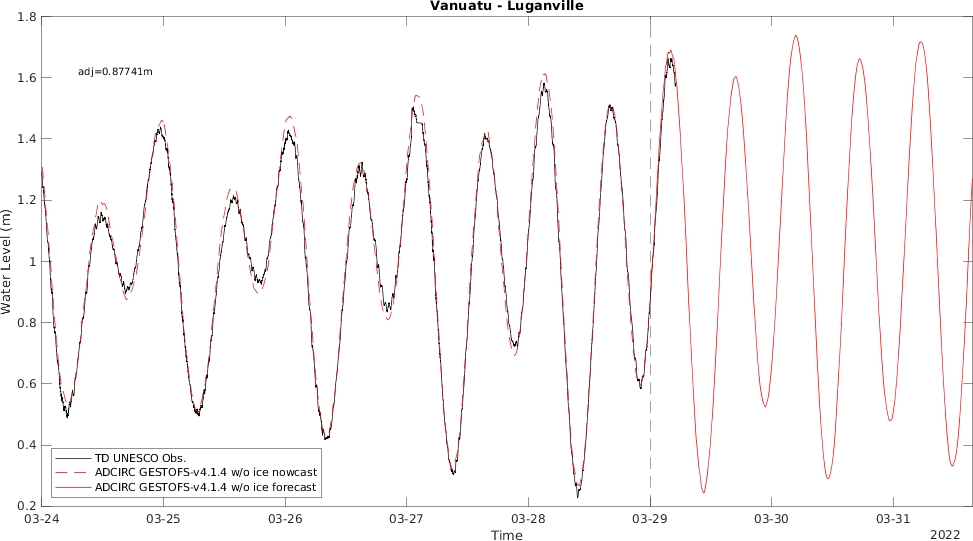 Vanuatu - Luganville
1.8
1.6
1.4
1.2
1
0.8
0.6
0.4
0.2
Water Level (m)
adj=0.87741m
TD UNESCO Obs.
ADCIRC GESTOFS-v4.1.4 w/o ice nowcast
ADCIRC GESTOFS-v4.1.4 w/o ice forecast
03-24 03-25 03-26 03-27 03-28 03-29 03-30 03-31
Time
2022